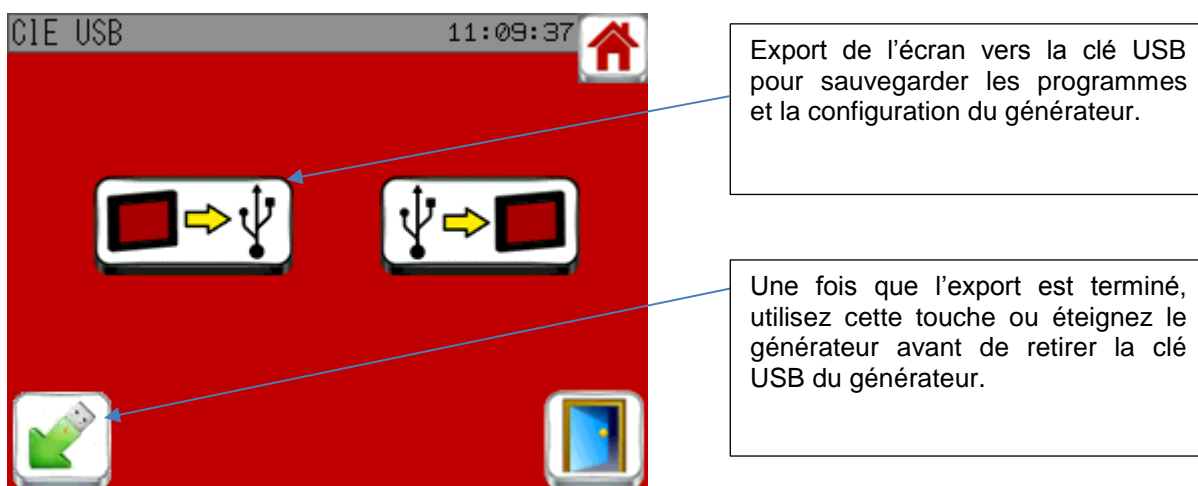 ClE USB
11:09:37
Export de l’écran vers la clé USB
pour sauvegarder les programmes
et la configuration du générateur.
Une fois que l’export est terminé,
utilisez cette touche ou éteignez le
générateur avant de retirer la clé
USB du générateur.